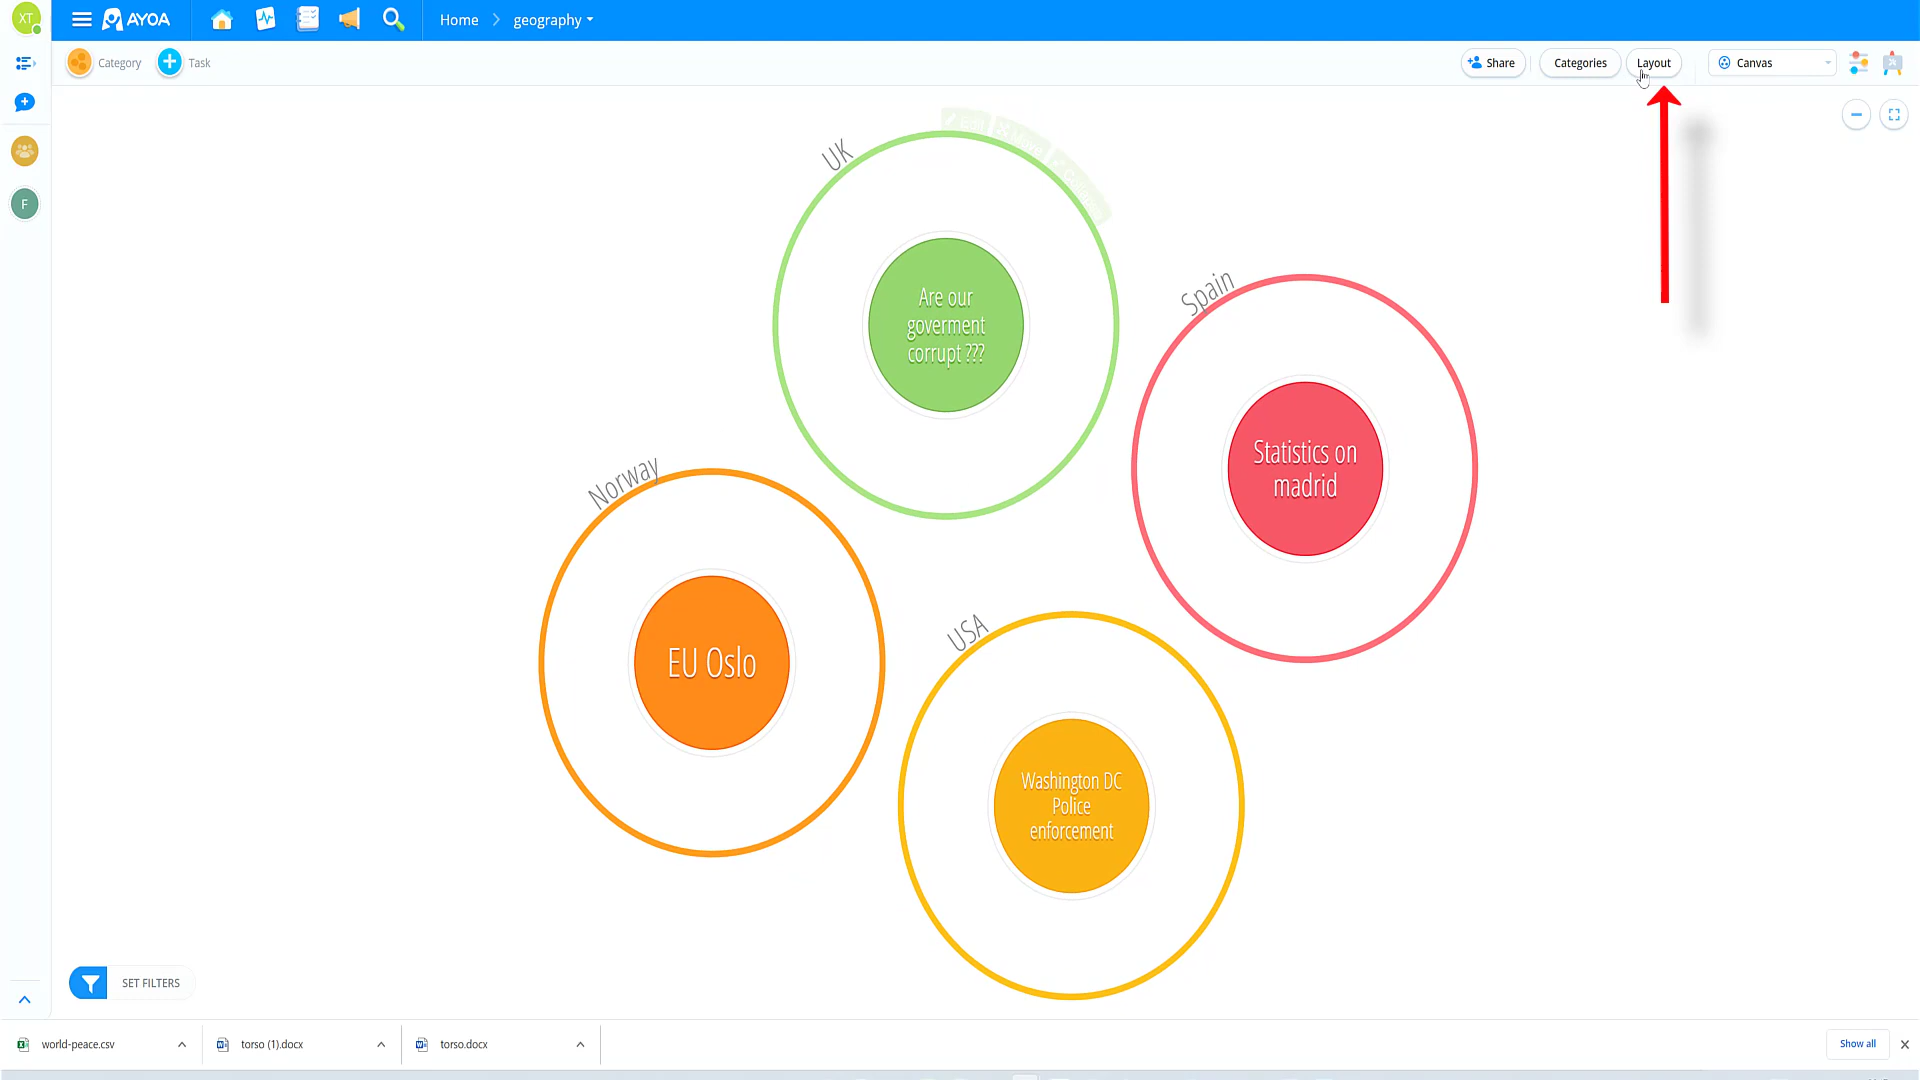 XT
AYOA
Home
geography
Category
Task
Share
Categories
Layout
Canvas
F
Edit
Move
UK
Are our
goverment
corrupt ???
Spain
Statistics on
madrid
Norway
EU Oslo
USA
Washington DC
Police
enforcement
SET FILTERS
world-peace.csv
torso (1).docx
torso.docx
Show all